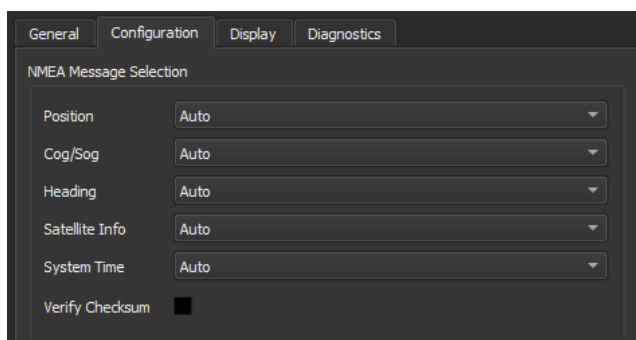 General Configuration Display Diagnostics
NMEA Message Selection
Position Auto
Cog/Sog Auto
Heading Auto
Satellite Info Auto
System Time Auto
Verify Checksum